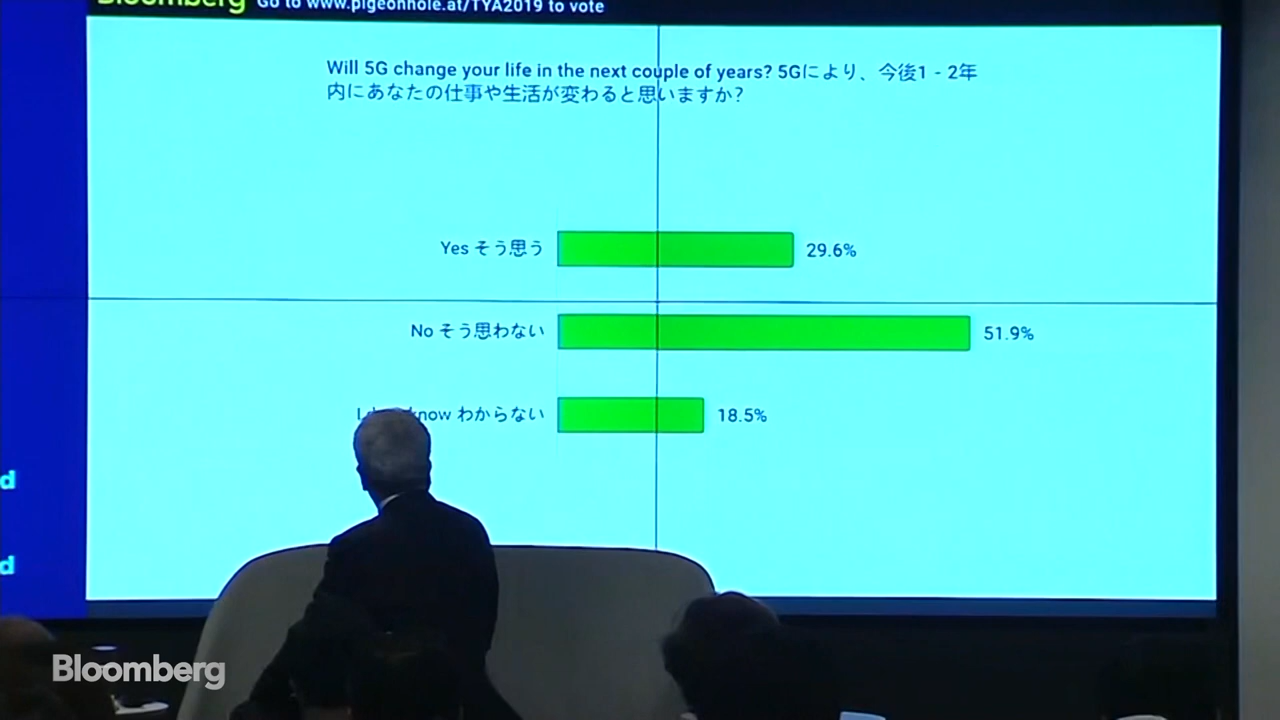 Bloomberg Go to www.pigeonhole.at/TYA2019 to vote
Will 5G change your life in the next couple of years? 5Gにより、今後1 - 2年
内にあなたの仕事や生活が変わると思いますか?
Yes そう思う 29.6%
No そう思わない 51.9%
I know わからない 18.5%
d
d
Bloomberg